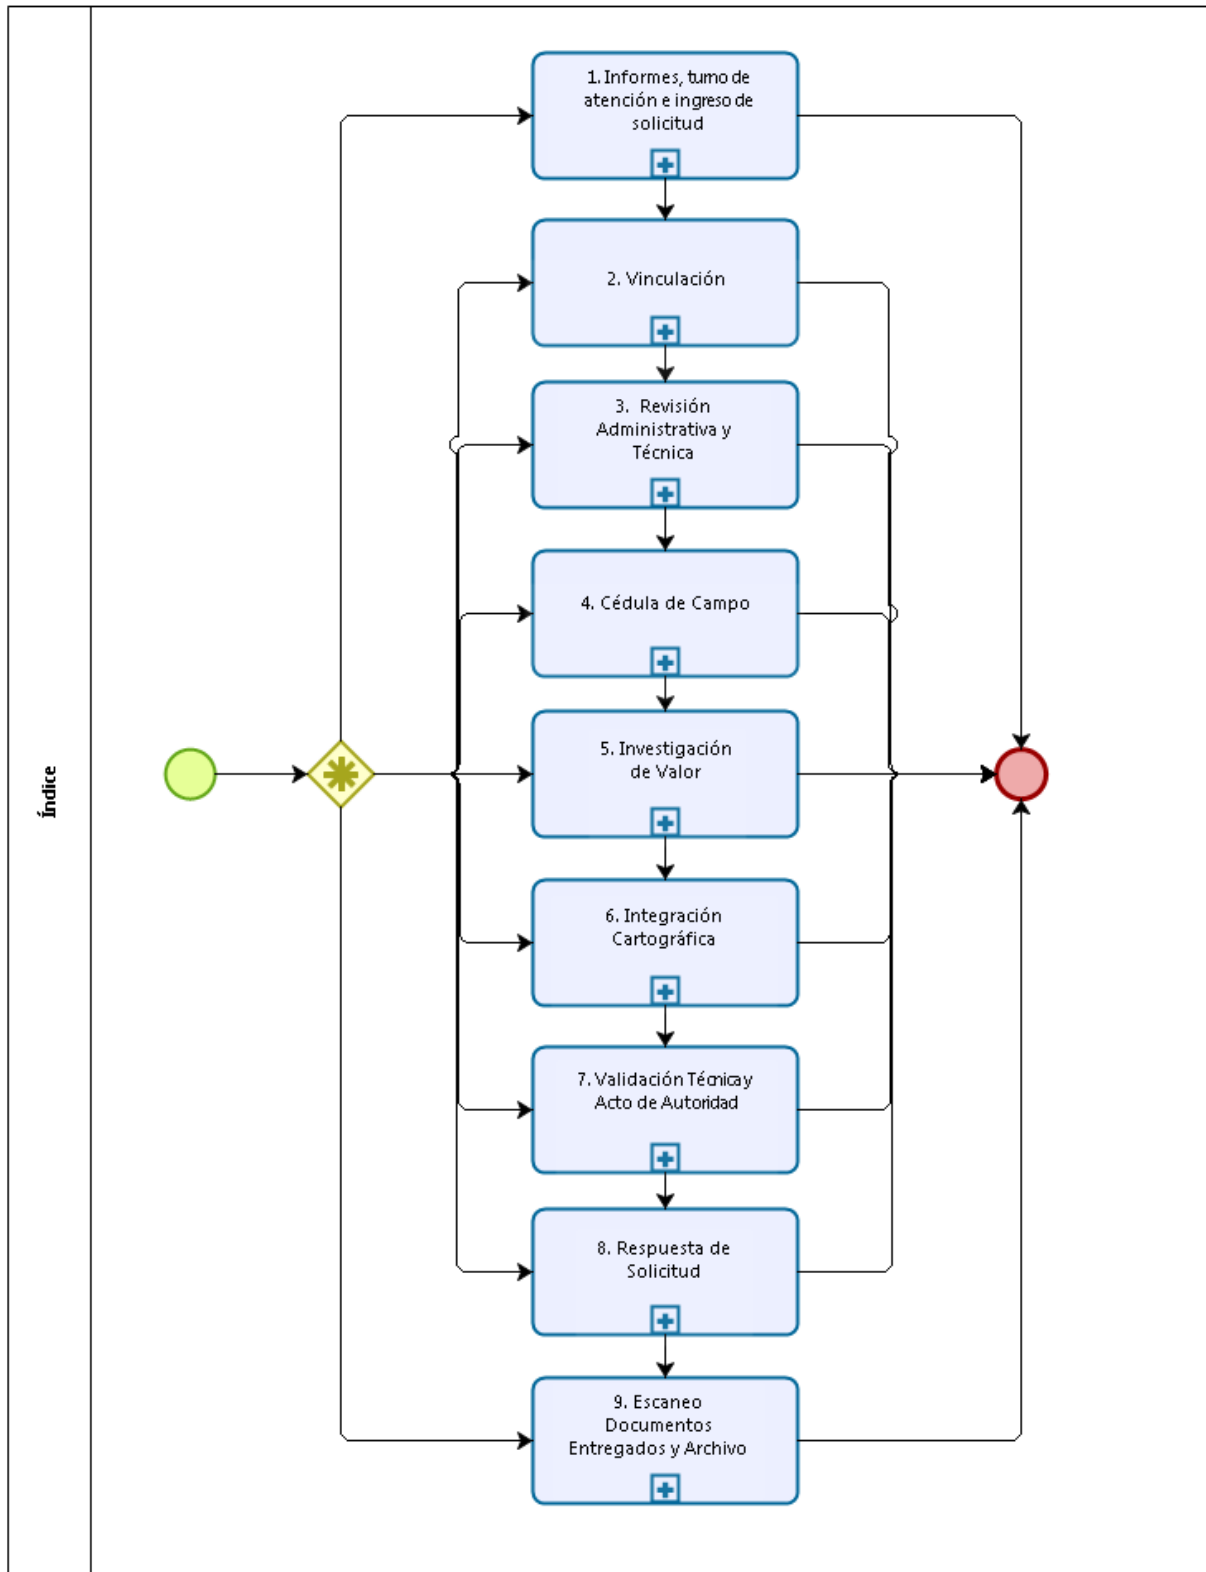 Índice
1. Informes, turno de
atención e ingreso de
solicitud
2. Vinculación
3. Revisión
Administrativa y
Técnica
4. Cédula de Campo
5. Investigación
de Valor
6. Integración
Cartográfica
7. Validación Técnica y
Acto de Autoridad
8. Respuesta de
Solicitud
9. Escaneo
Documentos
Entregados y Archivo